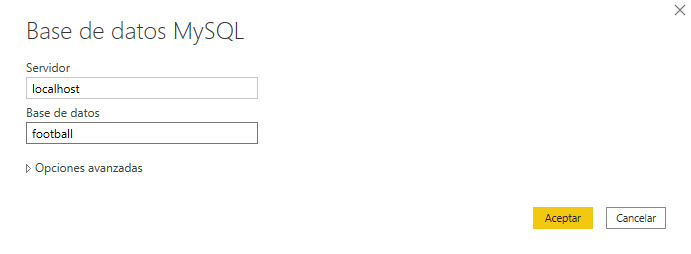 Base de datos MySQL
Servidor
localhost
Base de datos
football
Opciones avanzadas
Aceptar
Cancelar